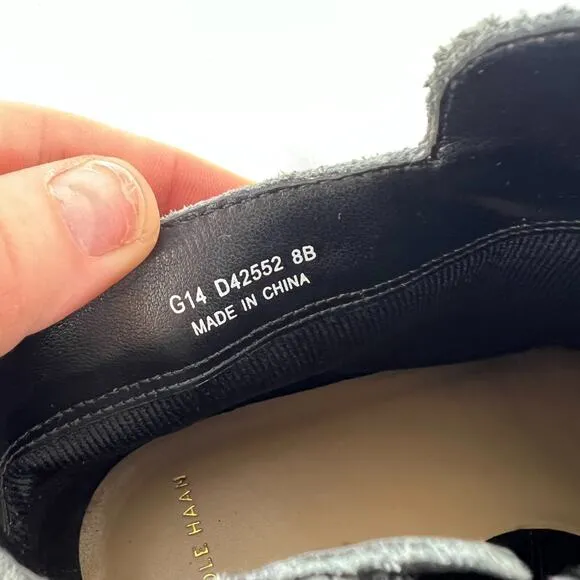 G14 D42552 8B
MADE IN CHINA
OLE HAAN